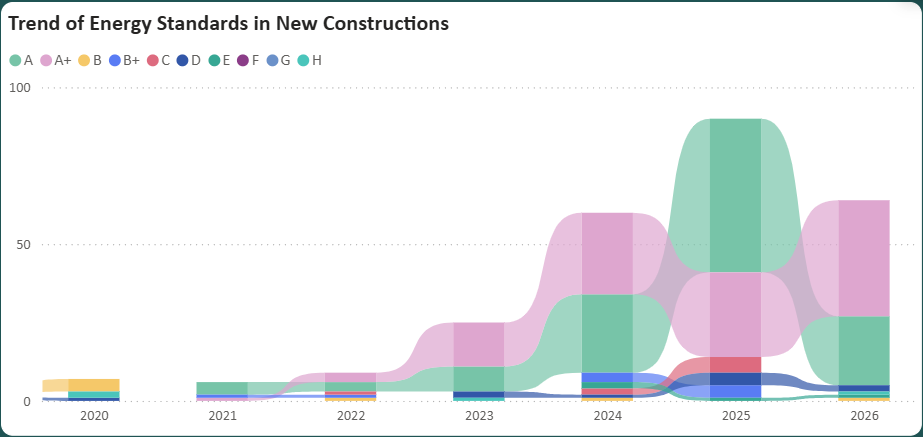 Trend of Energy Standards in New Constructions
A A+ B B+ C D E F G H
100
50
0
2020 2021 2022 2023 2024 2025 2026